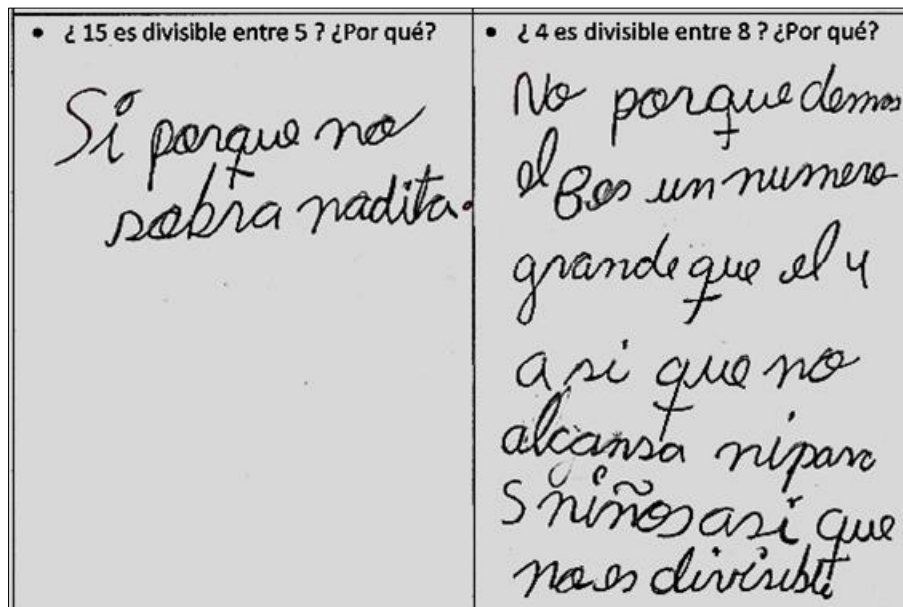 • ¿ 15 es divisible entre 5 ? ¿Por qué?
Si porque no
sobra nadita.
• ¿ 4 es divisible entre 8 ? ¿Por qué?
No porque demos
el 8 es un numero
grande que el 4
a si que no
alcansa ni para
5 niños asi que
no es divisible